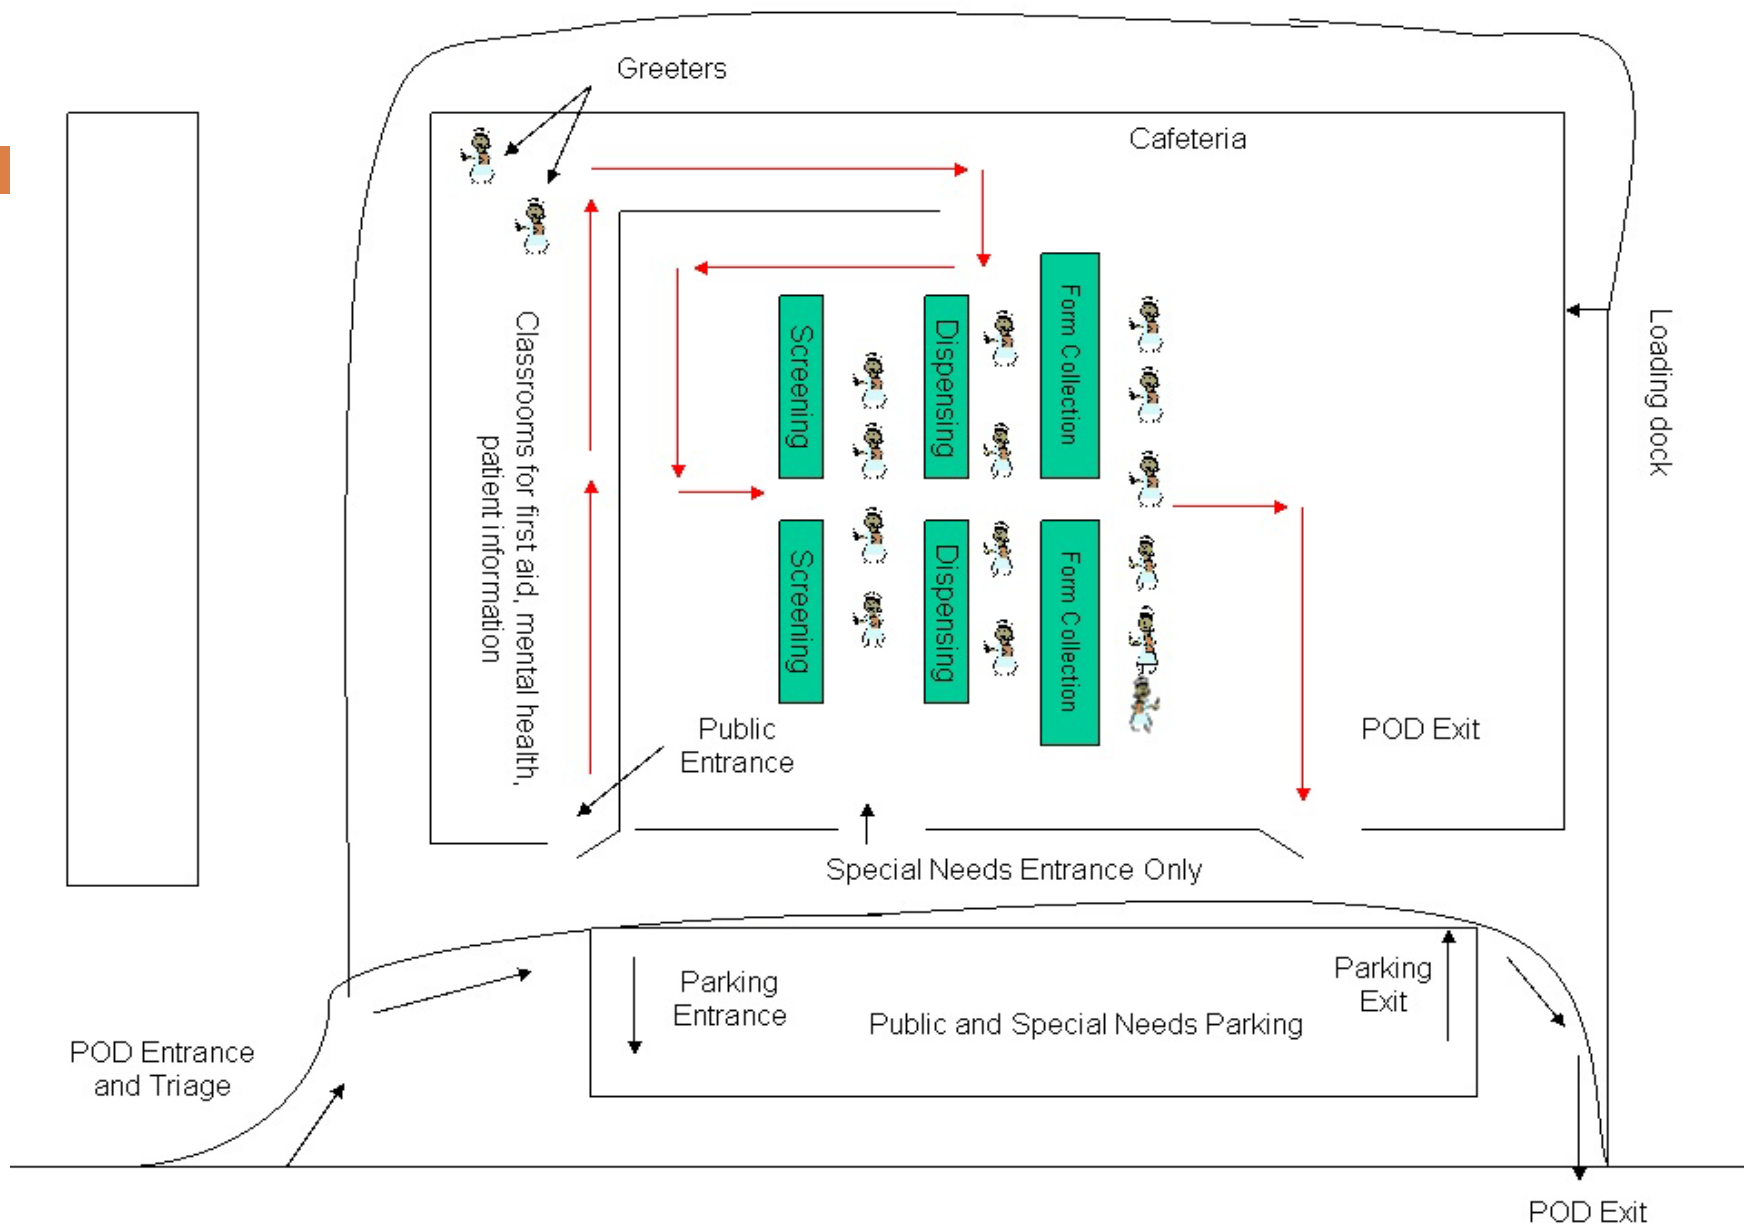 Greeters
Cafeteria
Classrooms for first aid, mental health,
patient information
Screening
Dispensing
Form Collection
Loading dock
Screening
Dispensing
Form Collection
Public
Entrance
POD Exit
Special Needs Entrance Only
Parking
Entrance
Public and Special Needs Parking
Parking
Exit
POD Entrance
and Triage
POD Exit